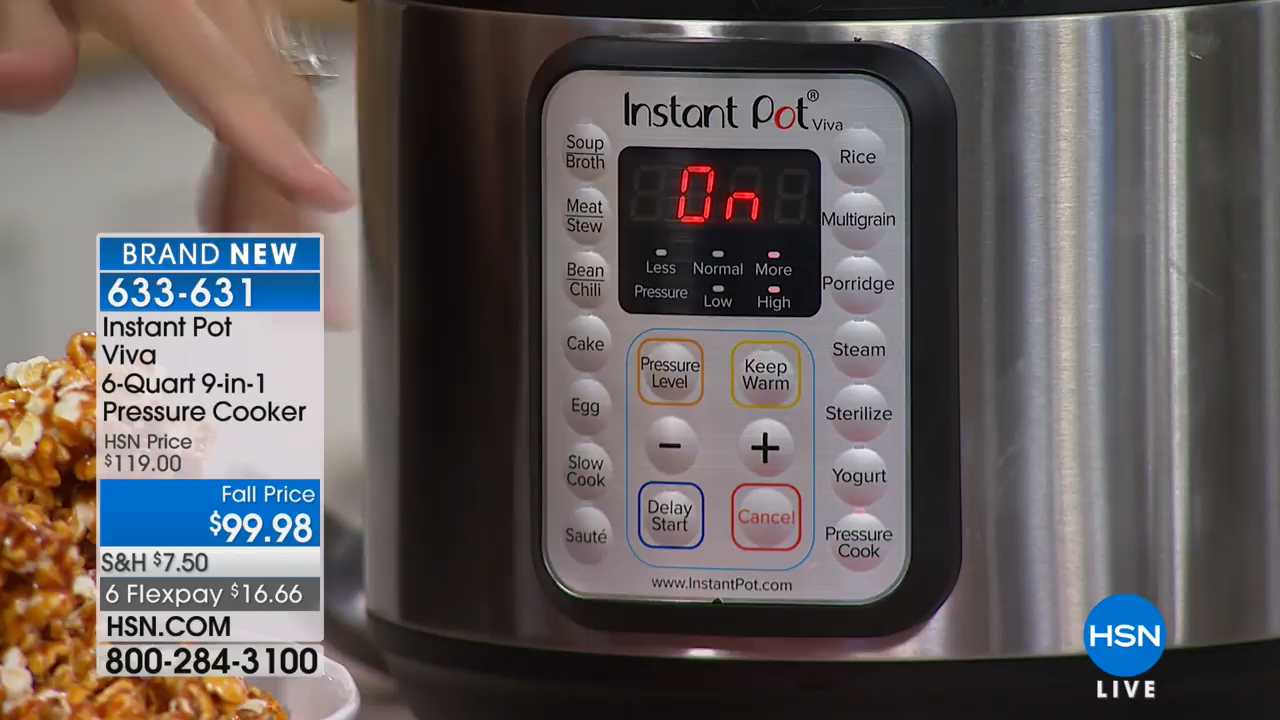 BRAND NEW
633-631
Instant Pot
Viva
6-Quart 9-in-1
Pressure Cooker
HSN Price
$119.00
Fall Price
$99.98
S&H $7.50
6 Flexpay $16.66
HSN.COM
800-284-3100
Instant Pot® Viva
On
Less Normal More
Pressure Low High
Soup
Broth
Meat
Stew
Bean
Chili
Cake
Egg
Slow
Cook
Sauté
Pressure
Level
Keep
Warm
- +
Delay
Start
Cancel
Rice
Multigrain
Porridge
Steam
Sterilize
Yogurt
Pressure
Cook
www.InstantPot.com
HSN
LIVE